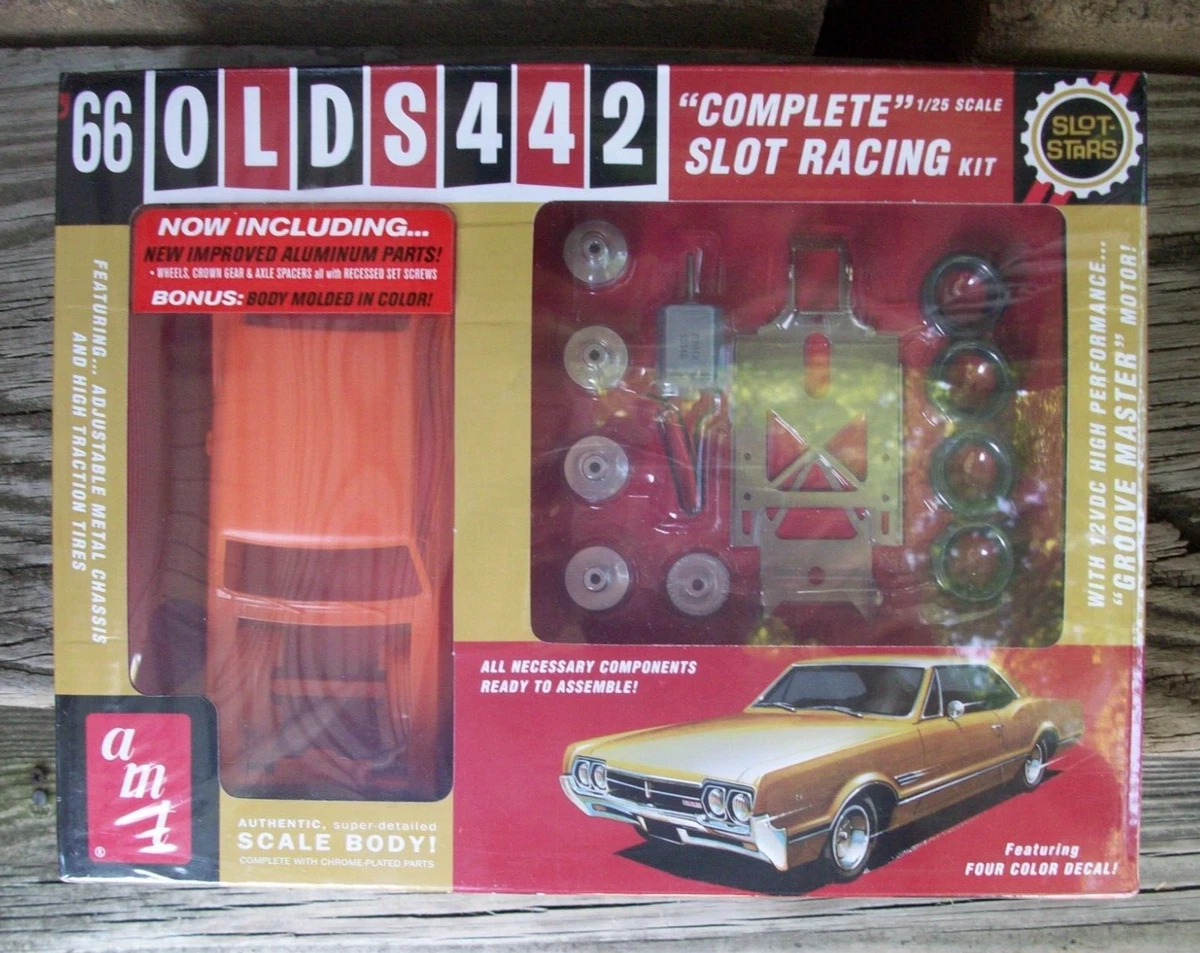 '66 OLDS 442
"COMPLETE" 1/25 SCALE
SLOT RACING KIT
SLOT-
STARS
NOW INCLUDING...
NEW IMPROVED ALUMINUM PARTS!
• WHEELS, CROWN GEAR & AXLE SPACERS all with RECESSED SET SCREWS
BONUS: BODY MOLDED IN COLOR!
FEATURING... ADJUSTABLE METAL CHASSIS
AND HIGH TRACTION TIRES
WITH 12VDC HIGH PERFORMANCE...
"GROOVE MASTER" MOTOR!
ALL NECESSARY COMPONENTS
READY TO ASSEMBLE!
amt
®
AUTHENTIC, super-detailed
SCALE BODY!
COMPLETE WITH CHROME-PLATED PARTS
Featuring
FOUR COLOR DECAL!